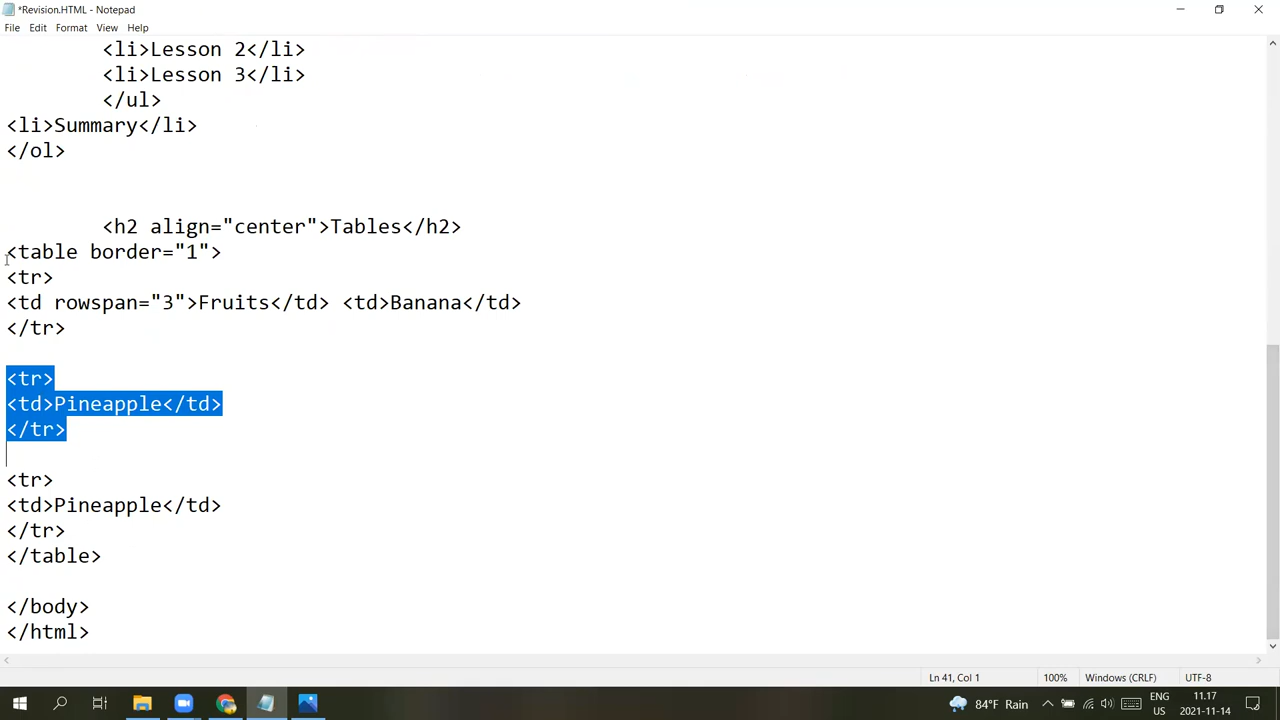 *Revision.HTML - Notepad
File Edit Format View Help
<li>Lesson 2</li>
<li>Lesson 3</li>
</ul>
<li>Summary</li>
</ol>
<h2 align="center">Tables</h2>
<table border="1">
<tr>
<td rowspan="3">Fruits</td> <td>Banana</td>
</tr>
<tr>
<td>Pineapple</td>
</tr>
<tr>
<td>Pineapple</td>
</tr>
</table>
</body>
</html>
Ln 41, Col 1 100% Windows (CRLF) UTF-8
84°F Rain ENG US 11.17 2021-11-14